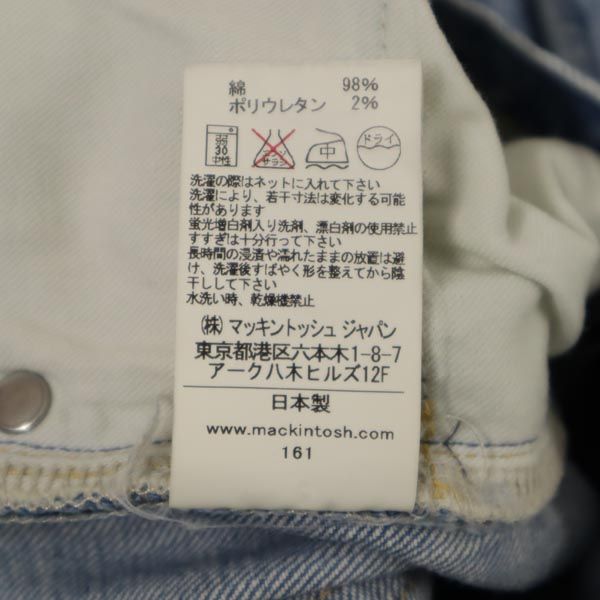 綿 98%
ポリウレタン 2%
弱 30 中性 エンソ サラシ 中 ドライ
洗濯の際はネットに入れて下さい
洗濯により、若干寸法は変化する可能
性があります
蛍光増白剤入り洗剤、漂白剤の使用禁止
すすぎは十分行って下さい
長時間の浸漬や濡れたままの放置は避
け、洗濯後すばやく形を整えてから陰
干しして下さい
水洗い時、乾燥機禁止
(株) マッキントッシュ ジャパン
東京都港区六本木1-8-7
アーク八木ヒルズ12F
日本製
www.mackintosh.com
161